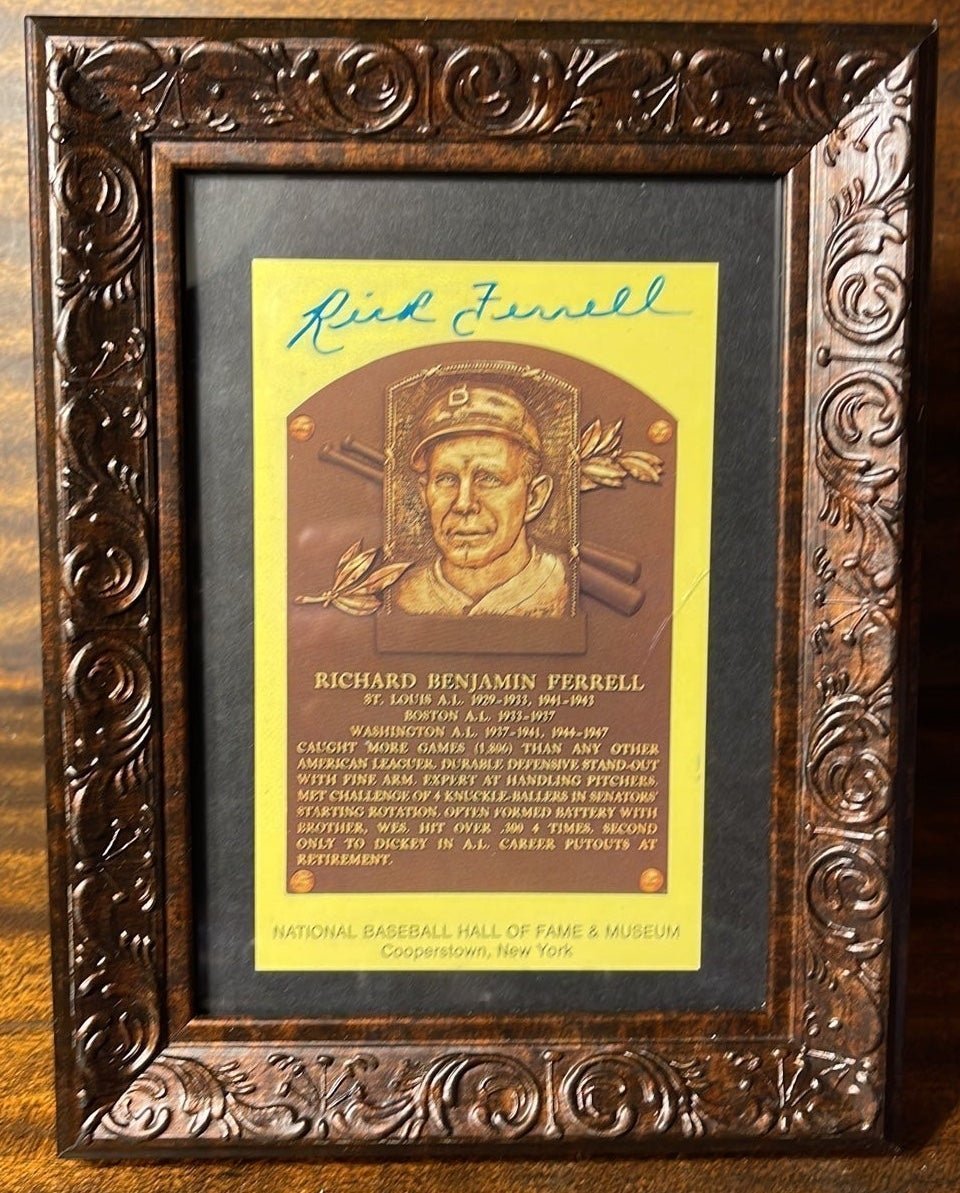 Rick Ferrell
B
RICHARD BENJAMIN FERRELL
ST. LOUIS A.L. 1929-1933, 1941-1943
BOSTON A.L. 1933-1937
WASHINGTON A.L. 1937-1941, 1944-1947
CAUGHT MORE GAMES (1,806) THAN ANY OTHER
AMERICAN LEAGUER. DURABLE DEFENSIVE STAND-OUT
WITH FINE ARM. EXPERT AT HANDLING PITCHERS.
MET CHALLENGE OF 4 KNUCKLE-BALLERS IN SENATORS'
STARTING ROTATION. OFTEN FORMED BATTERY WITH
BROTHER, WES. HIT OVER .300 4 TIMES. SECOND
ONLY TO DICKEY IN A.L. CAREER PUTOUTS AT
RETIREMENT.
NATIONAL BASEBALL HALL OF FAME & MUSEUM
Cooperstown, New York